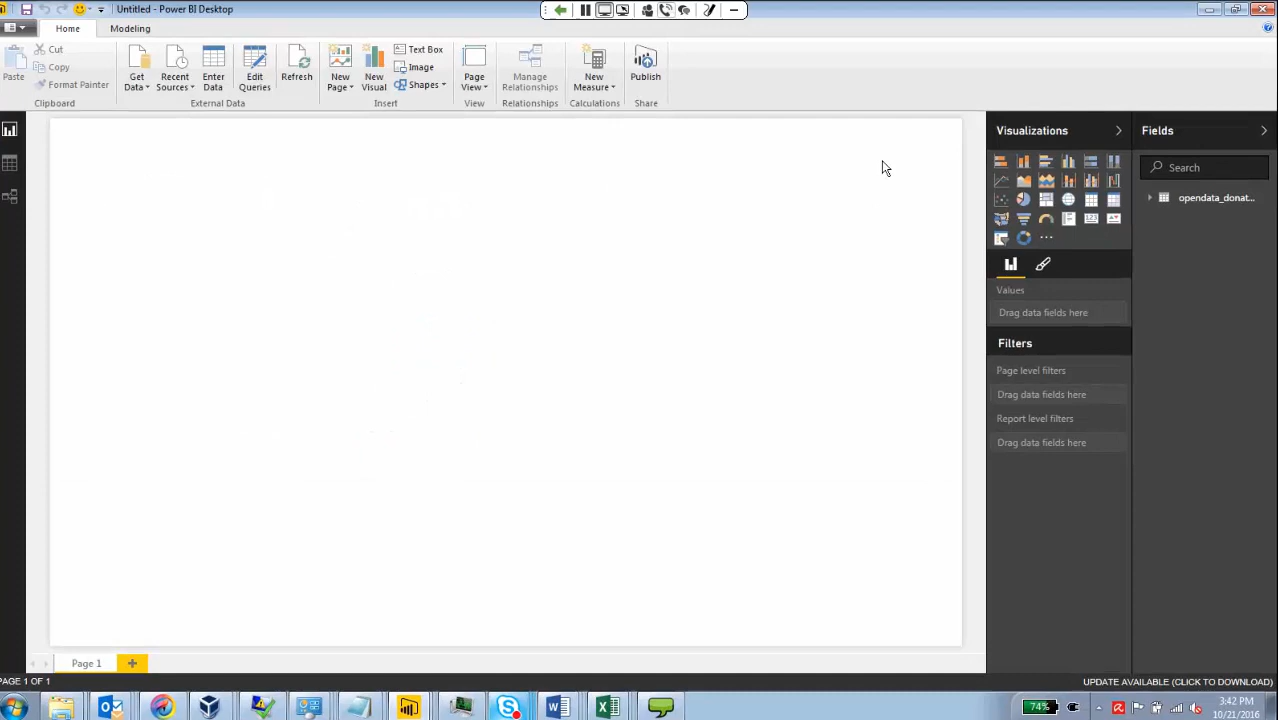 Untitled - Power BI Desktop
Home
Modeling
Paste
Cut
Copy
Format Painter
Clipboard
Get Data
Recent Sources
Enter Data
Edit Queries
Refresh
External Data
New Page
New Visual
Text Box
Image
Shapes
Insert
Page View
View
Manage Relationships
Relationships
New Measure
Calculations
Publish
Share
Visualizations
Fields
Search
opendata_donat...
Values
Drag data fields here
Filters
Page level filters
Drag data fields here
Report level filters
Drag data fields here
Page 1
PAGE 1 OF 1
UPDATE AVAILABLE (CLICK TO DOWNLOAD)
74%
3:42 PM
10/21/2016